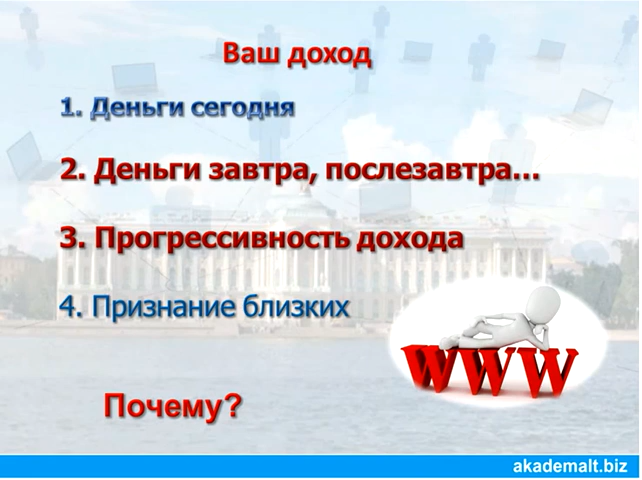 Ваш доход
1. Деньги сегодня
2. Деньги завтра, послезавтра...
3. Прогрессивность дохода
4. Признание близких
www
Почему?
akademalt.biz